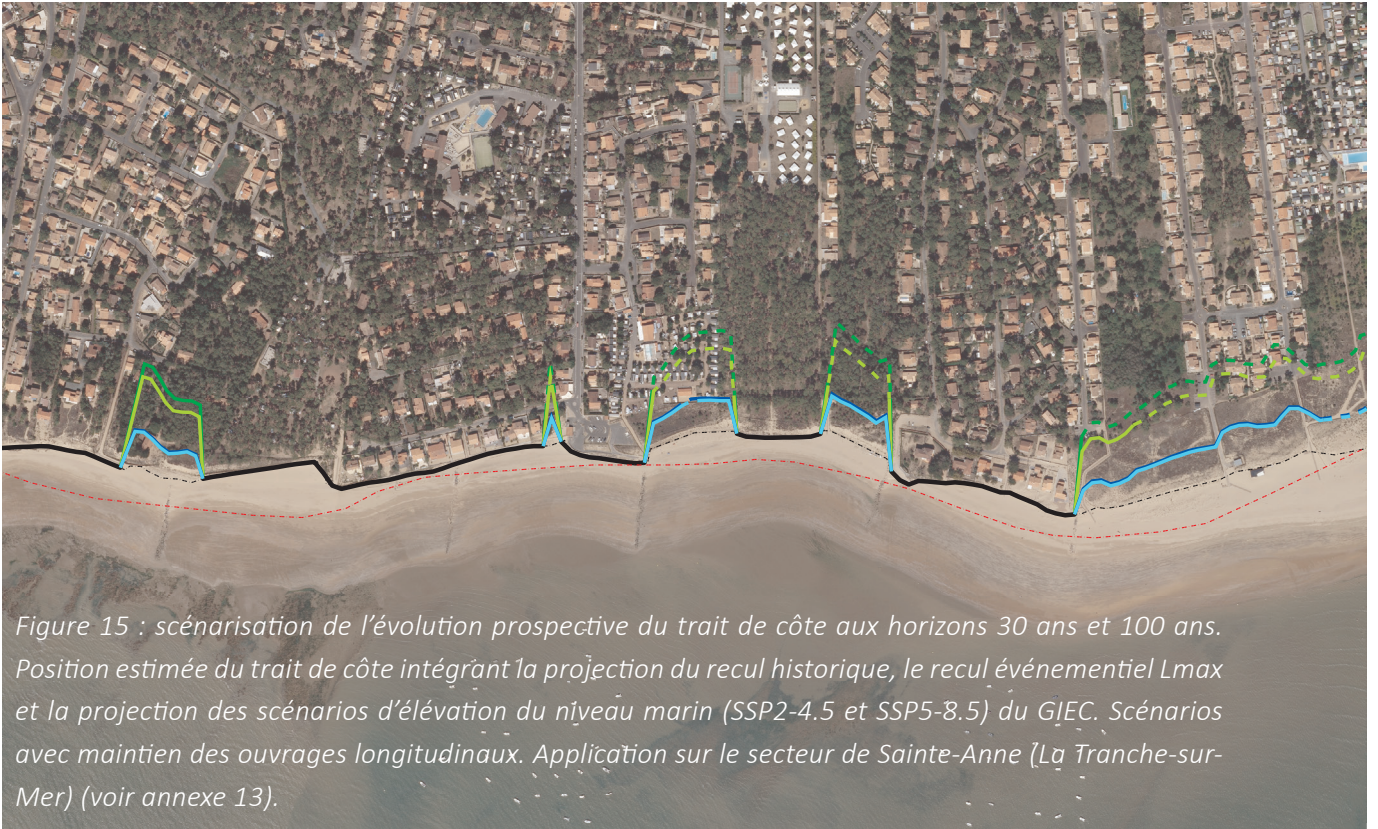 Figure 15 : scénarisation de l'évolution prospective du trait de côte aux horizons 30 ans et 100 ans.
Position estimée du trait de côte intégrant la projection du recul historique, le recul événementiel Lmax
et la projection des scénarios d'élévation du niveau marin (SSP2-4.5 et SSP5-8.5) du GIEC. Scénarios
avec maintien des ouvrages longitudinaux. Application sur le secteur de Sainte-Anne (La Tranche-sur-
Mer) (voir annexe 13).